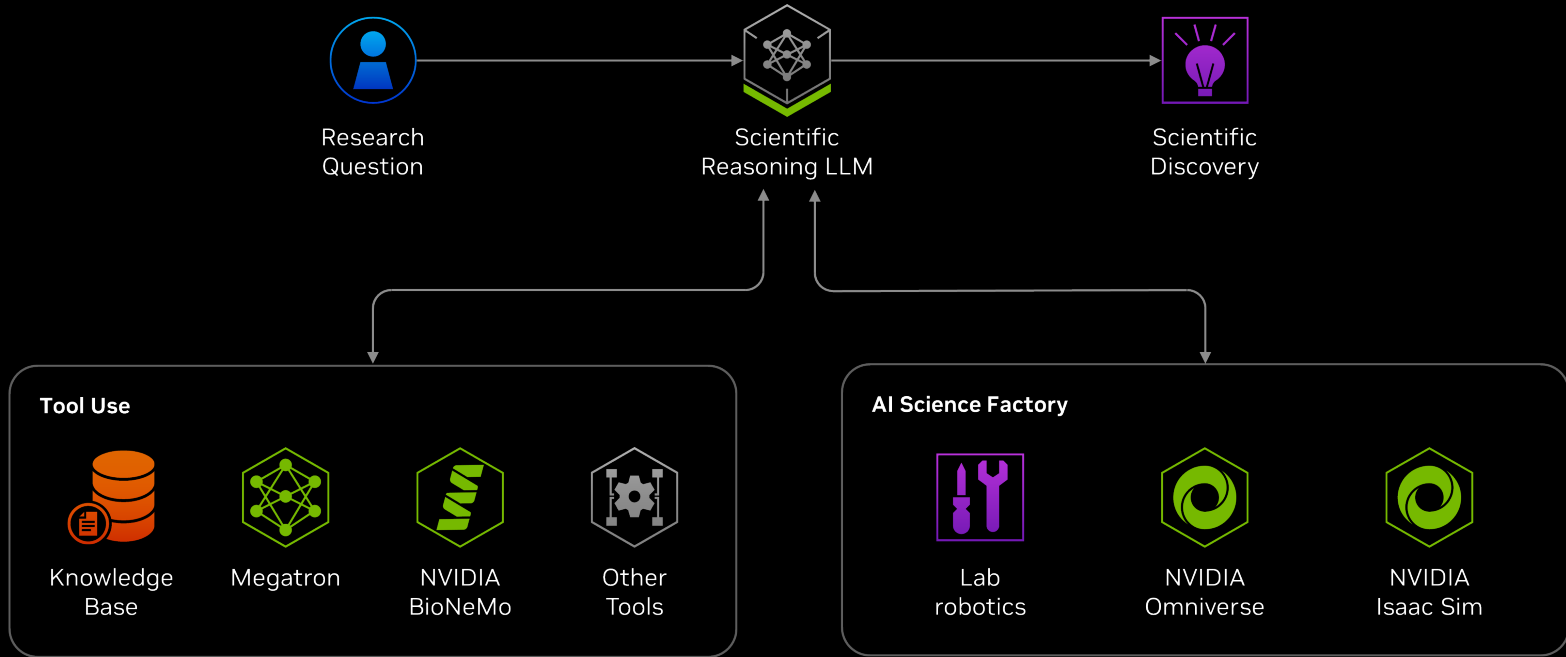 Research
Question
Scientific
Reasoning LLM
Scientific
Discovery
Tool Use
Knowledge
Base
Megatron
NVIDIA
BioNeMo
Other
Tools
AI Science Factory
Lab
robotics
NVIDIA
Omniverse
NVIDIA
Isaac Sim